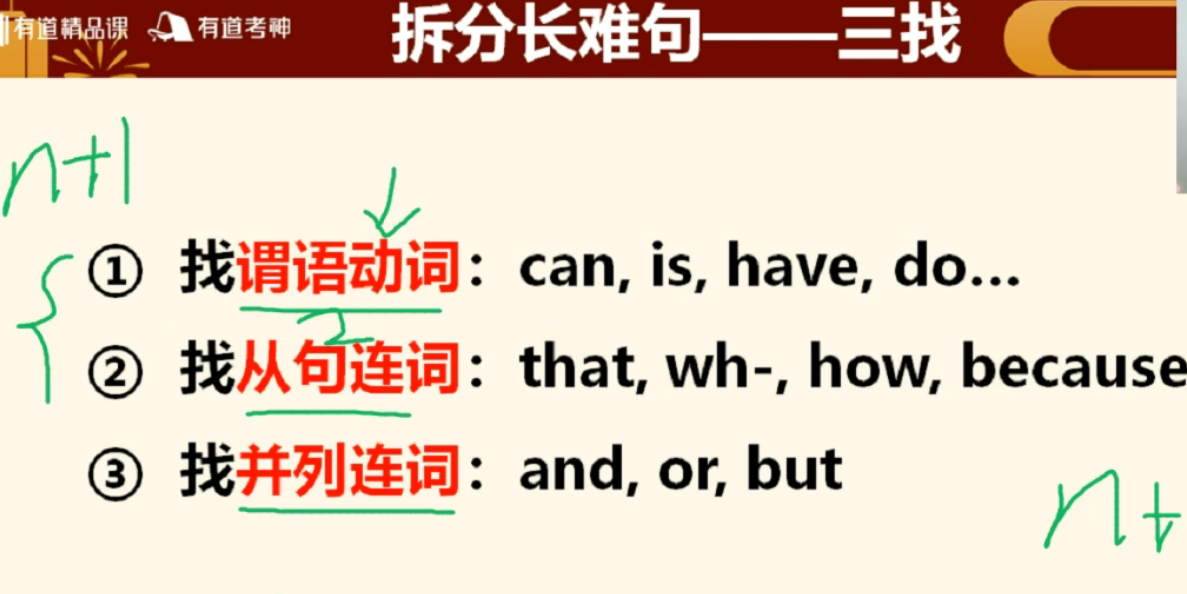 有道精品课 有道考神
拆分长难句——三找
n+1
① 找谓语动词：can, is, have, do...
2
② 找从句连词：that, wh-, how, because
③ 找并列连词：and, or, but
n+